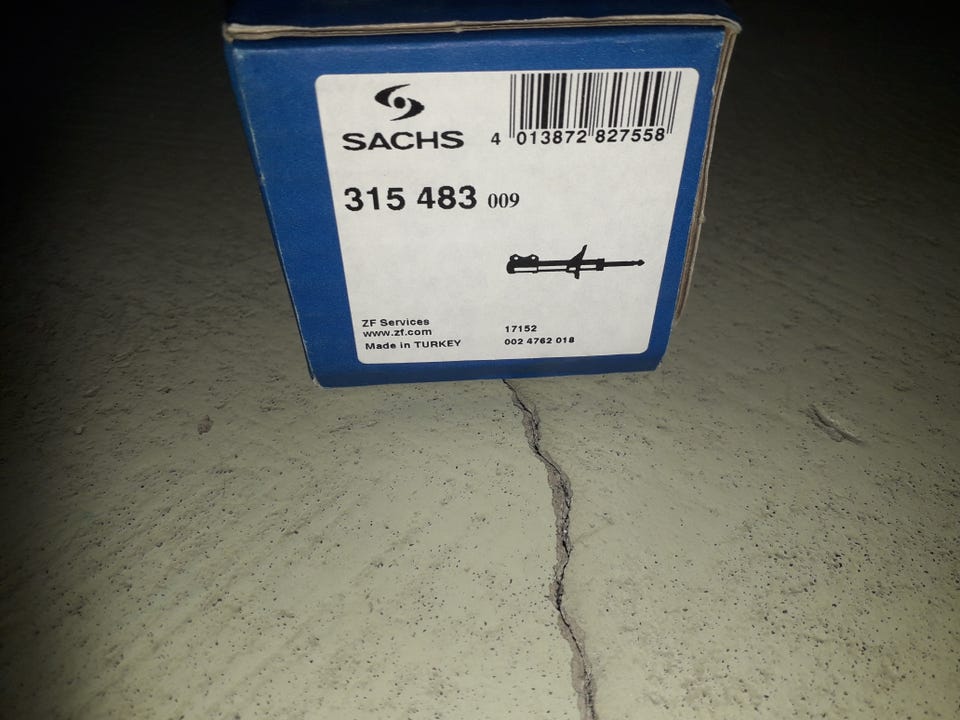 SACHS
4 013872 827558
315 483 009
ZF Services
www.zf.com
Made in TURKEY
17152
002 4762 018